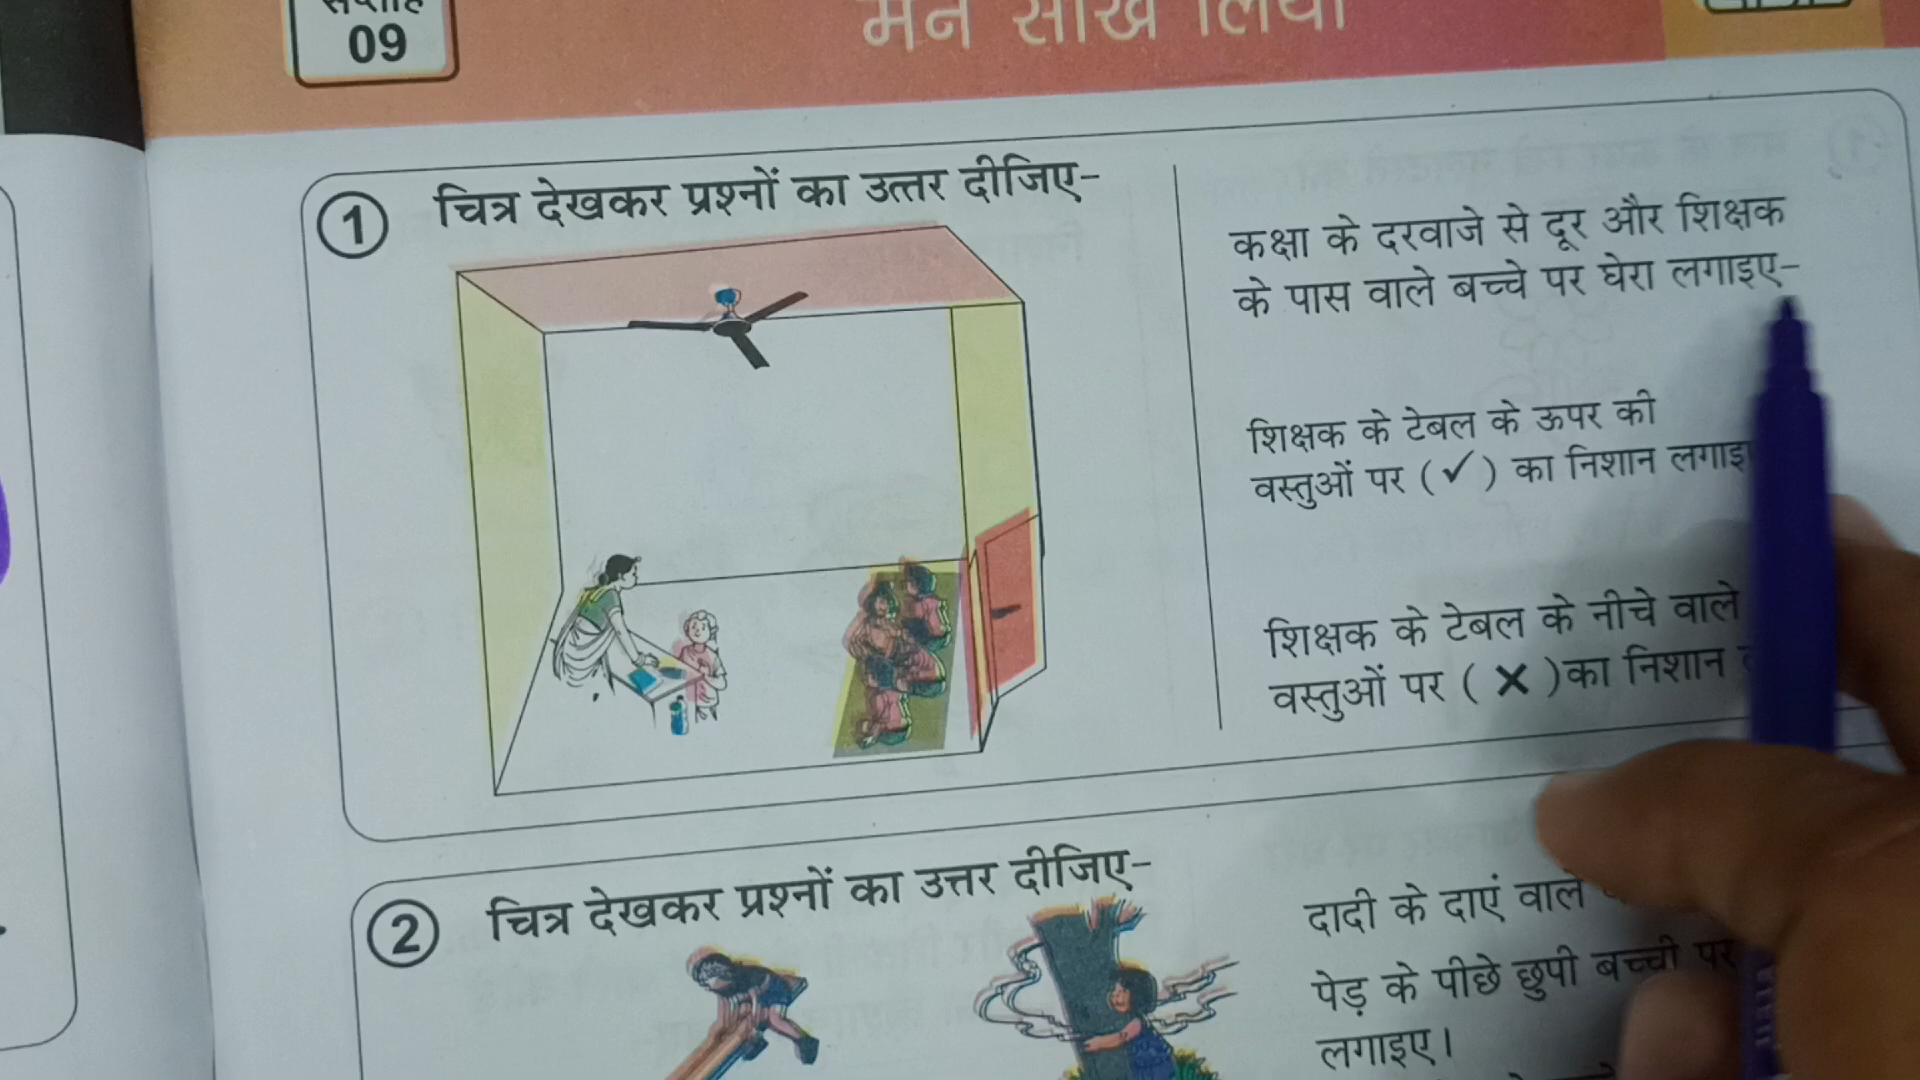 सप्ताह
09
मैंने सीख लिया
1 चित्र देखकर प्रश्नों का उत्तर दीजिए-
कक्षा के दरवाजे से दूर और शिक्षक
के पास वाले बच्चे पर घेरा लगाइए-
शिक्षक के टेबल के ऊपर की
वस्तुओं पर (✓) का निशान
शिक्षक के टेबल के नीचे वाले
वस्तुओं पर (×)का निशान
2 चित्र देखकर प्रश्नों का उत्तर दीजिए-
दादी के दाएं वाले
पेड़ के पीछे छुपी बच्ची पर
लगाइए।